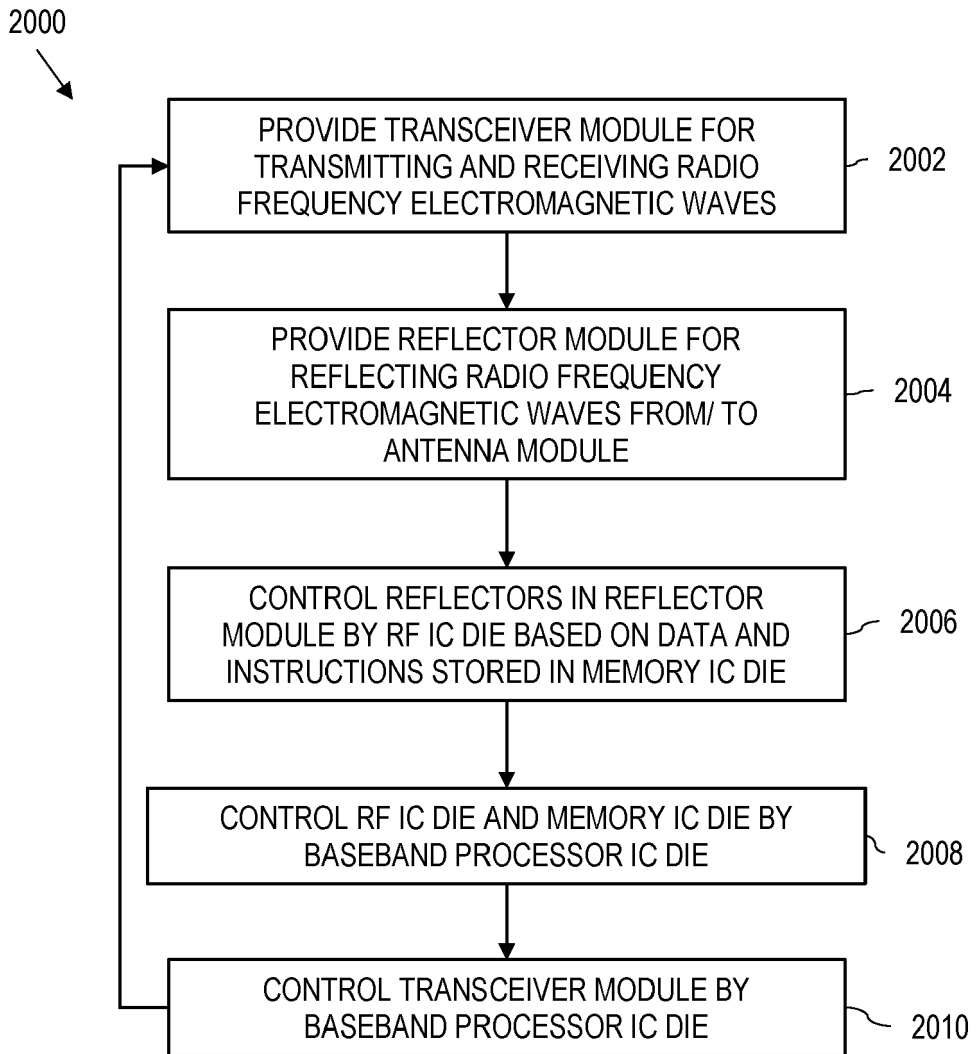 2000
PROVIDE TRANSCEIVER MODULE FOR
TRANSMITTING AND RECEIVING RADIO
FREQUENCY ELECTROMAGNETIC WAVES
2002
PROVIDE REFLECTOR MODULE FOR
REFLECTING RADIO FREQUENCY
ELECTROMAGNETIC WAVES FROM/ TO
ANTENNA MODULE
2004
CONTROL REFLECTORS IN REFLECTOR
MODULE BY RF IC DIE BASED ON DATA AND
INSTRUCTIONS STORED IN MEMORY IC DIE
2006
CONTROL RF IC DIE AND MEMORY IC DIE BY
BASEBAND PROCESSOR IC DIE
2008
CONTROL TRANSCEIVER MODULE BY
BASEBAND PROCESSOR IC DIE
2010